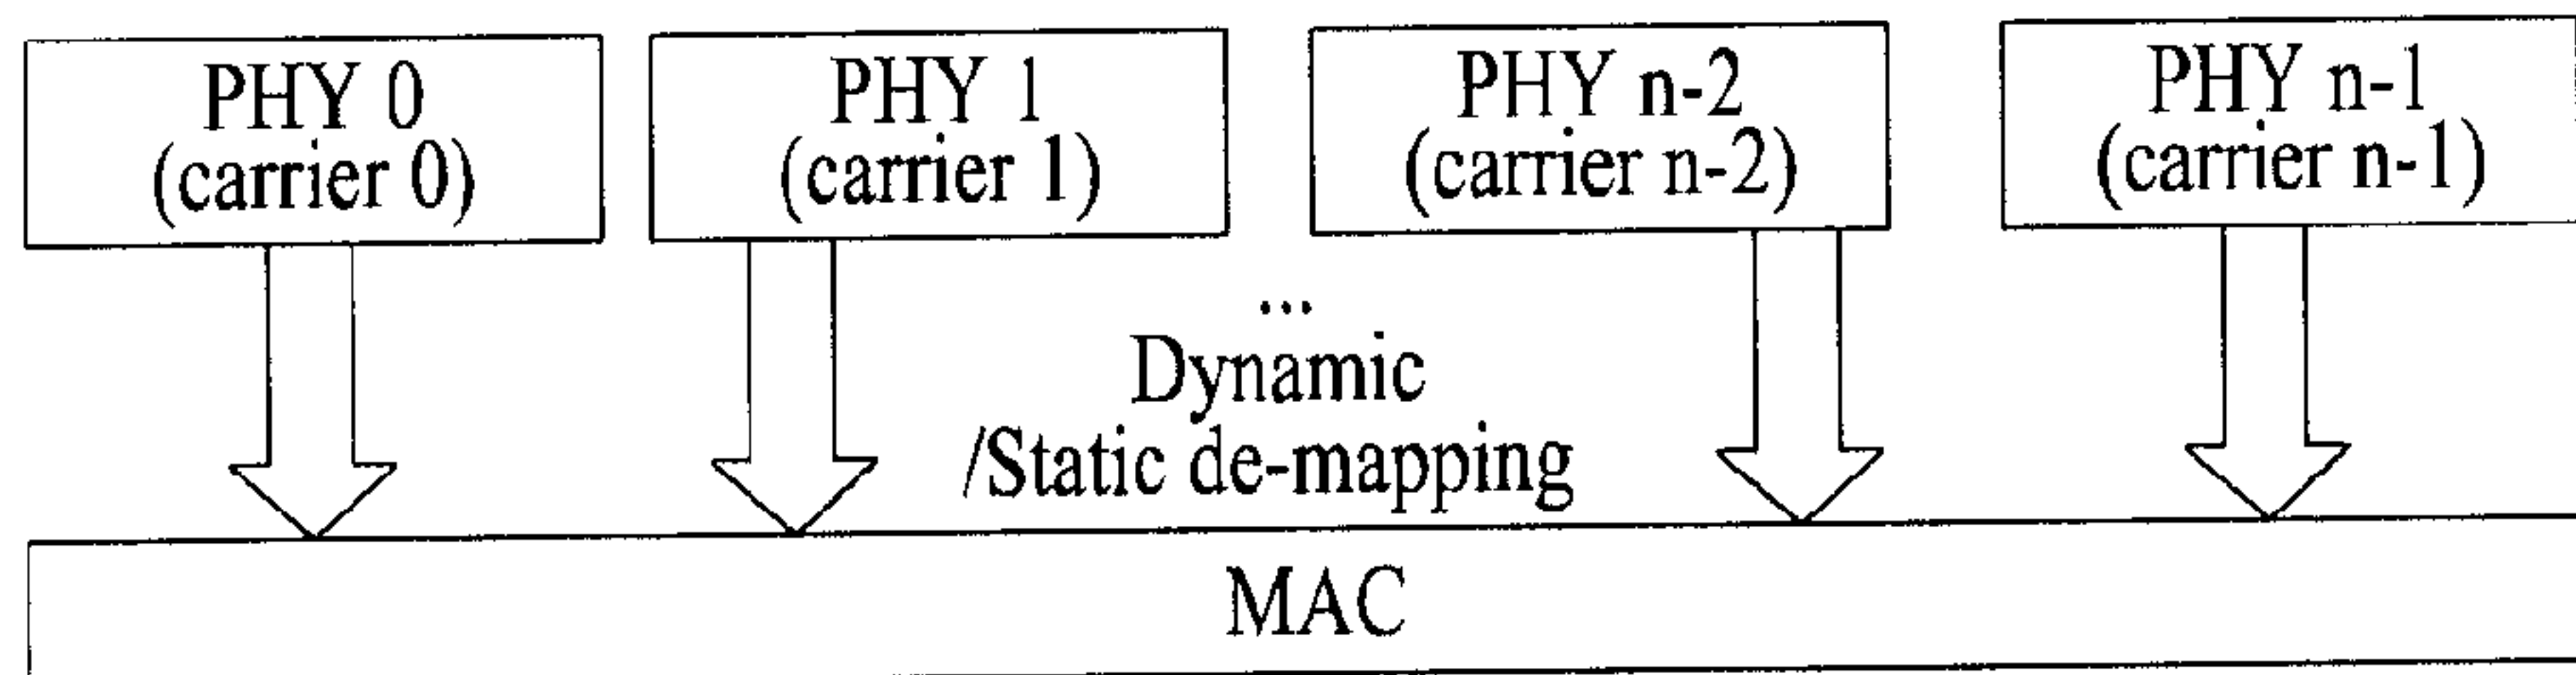 PHY 0
(carrier 0)
PHY 1
(carrier 1)
PHY n-2
(carrier n-2)
PHY n-1
(carrier n-1)
...
Dynamic
/Static de-mapping
MAC